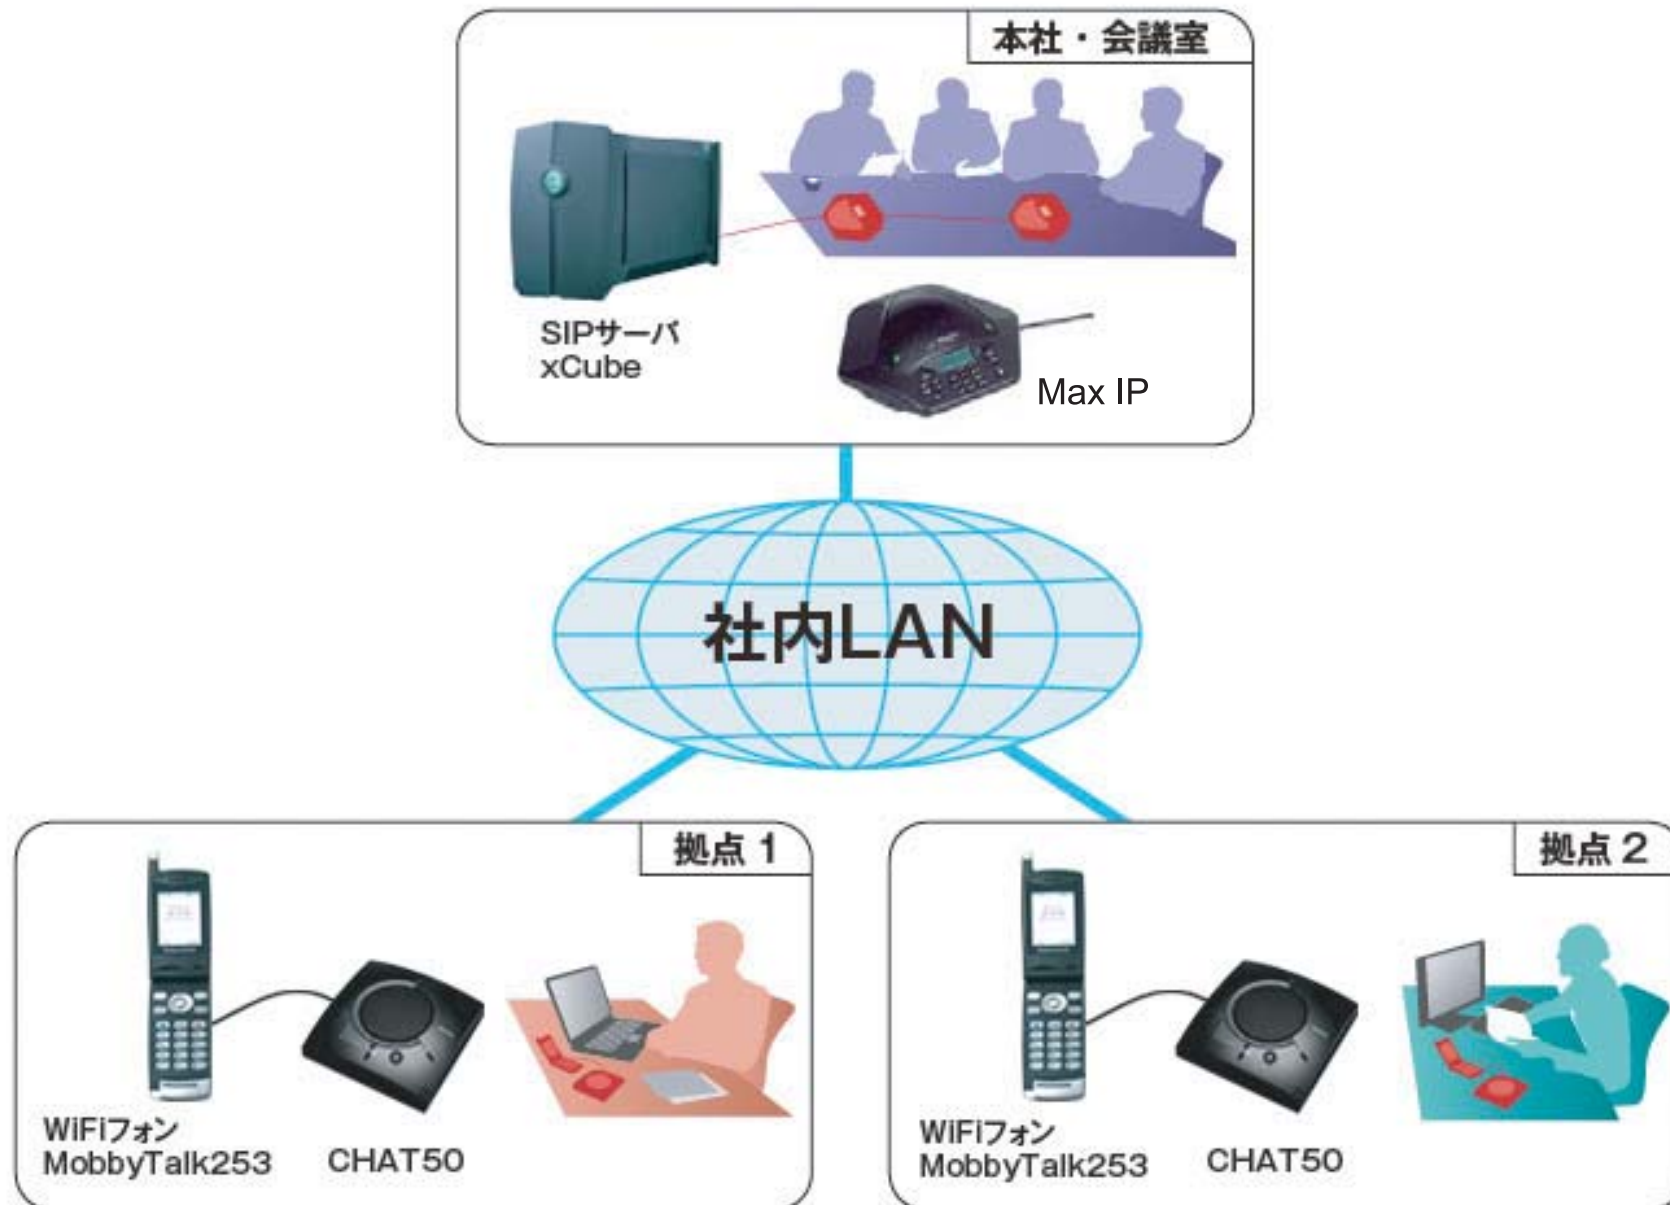 本社・会議室
SIPサーバ
xCube
Max IP
社内LAN
拠点 1
WiFiフォン
MobbyTalk253
CHAT50
拠点 2
WiFiフォン
MobbyTalk253
CHAT50